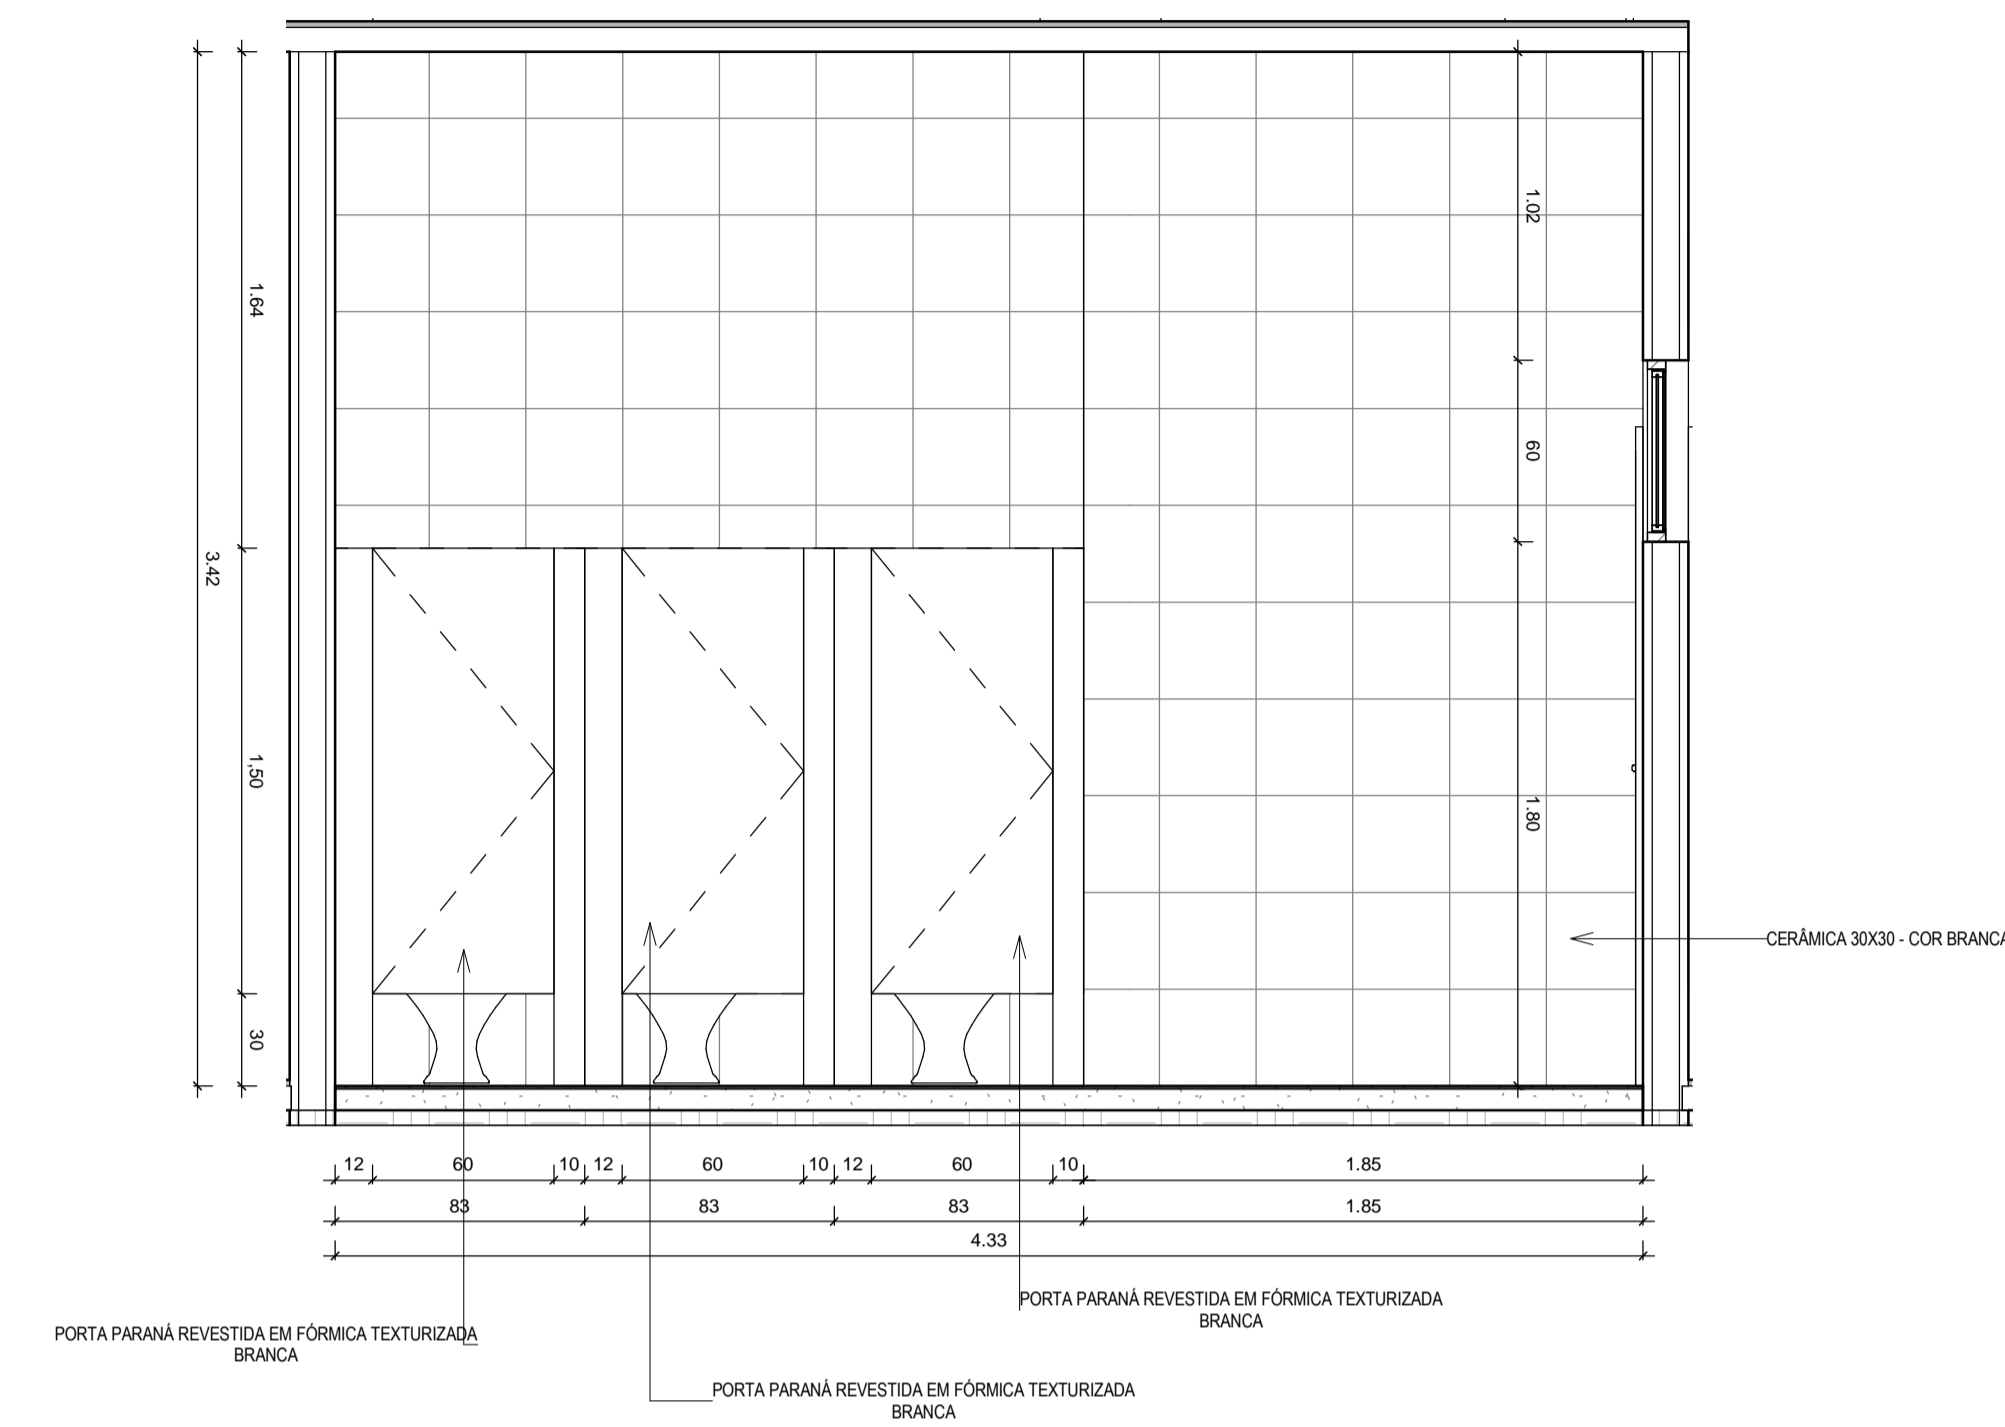 1.02
1.64
60
3.42
1,50
1.80
CERÂMICA 30X30 - COR BRANCA
30
12 60 10 12 60 10 12 60 10 1.85
83 83 83 1.85
4.33
PORTA PARANÁ REVESTIDA EM FÓRMICA TEXTURIZADA
BRANCA
PORTA PARANÁ REVESTIDA EM FÓRMICA TEXTURIZADA
BRANCA
PORTA PARANÁ REVESTIDA EM FÓRMICA TEXTURIZADA
BRANCA